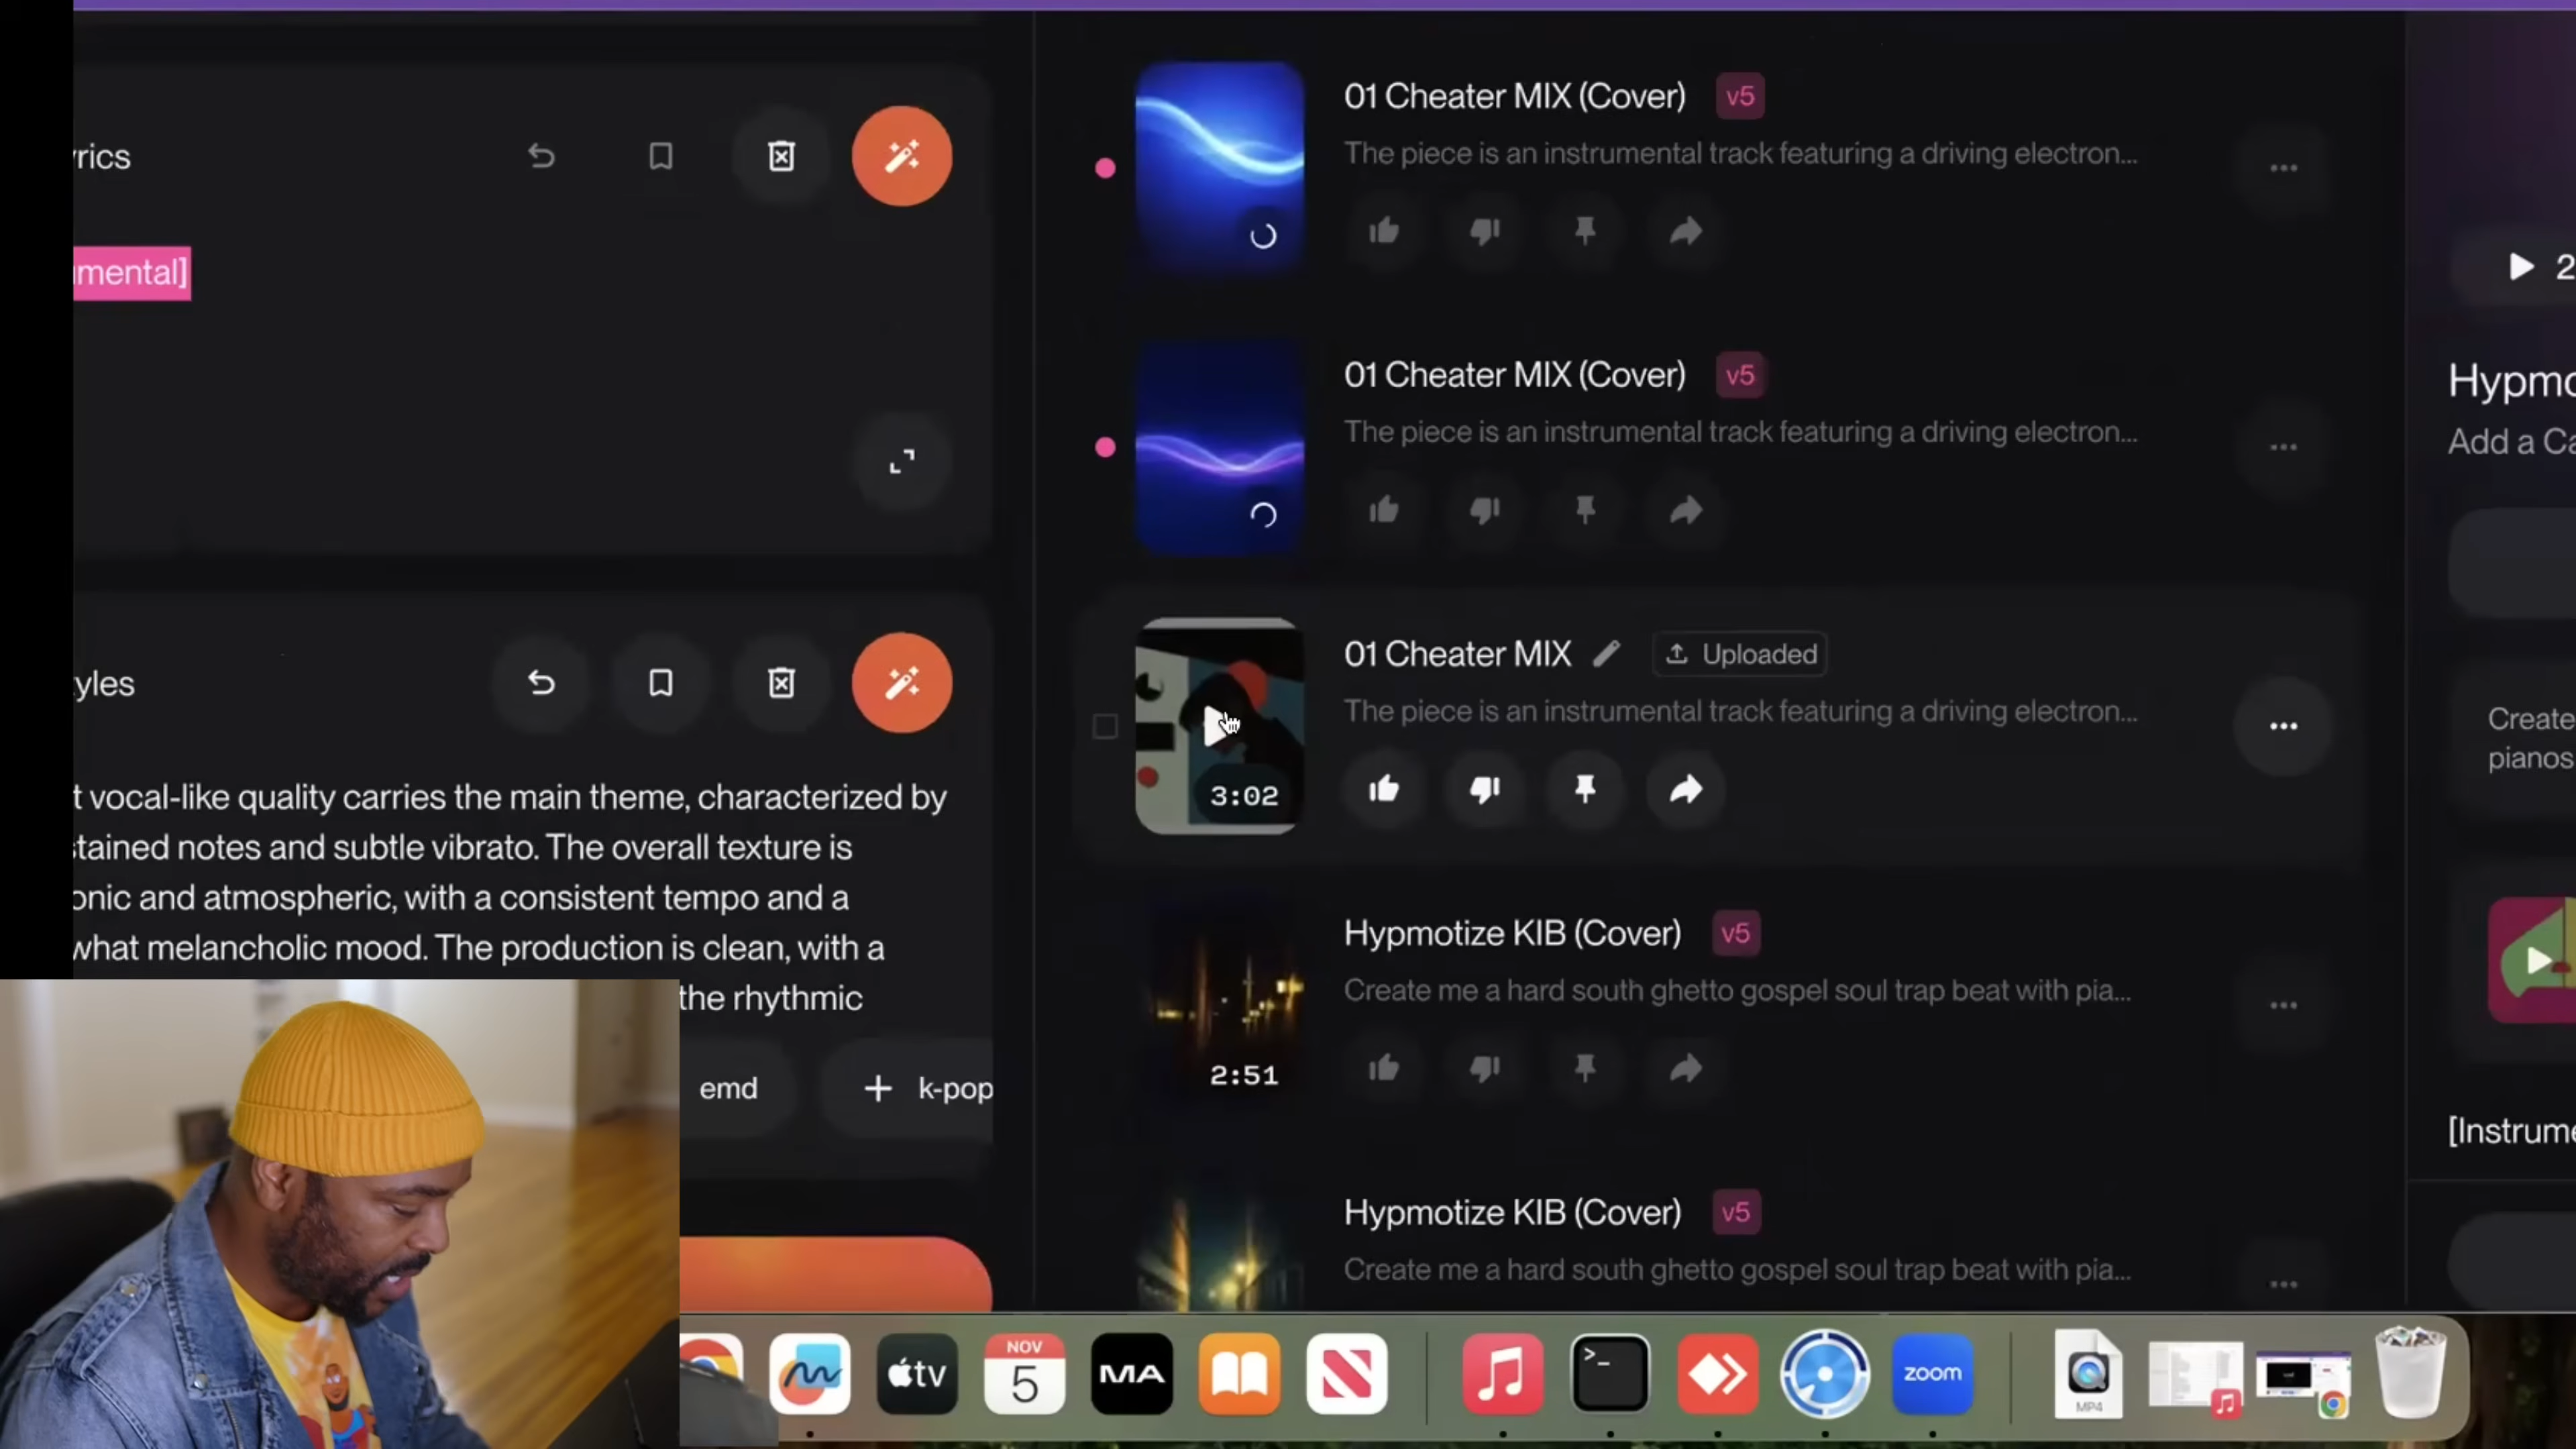 rics
mental]
yles
t vocal-like quality carries the main theme, characterized by
stained notes and subtle vibrato. The overall texture is
onic and atmospheric, with a consistent tempo and a
what melancholic mood. The production is clean, with a
the rhythmic
emd
+ k-pop
01 Cheater MIX (Cover) v5
The piece is an instrumental track featuring a driving electron...
01 Cheater MIX (Cover) v5
The piece is an instrumental track featuring a driving electron...
01 Cheater MIX Uploaded
The piece is an instrumental track featuring a driving electron...
3:02
Hypmotize KIB (Cover) v5
Create me a hard south ghetto gospel soul trap beat with pia...
2:51
Hypmotize KIB (Cover) v5
Create me a hard south ghetto gospel soul trap beat with pia...
2
Hypmo
Add a Ca
Create
pianos
[Instrume
tv
NOV
5
MA
>_
zoom
MP4